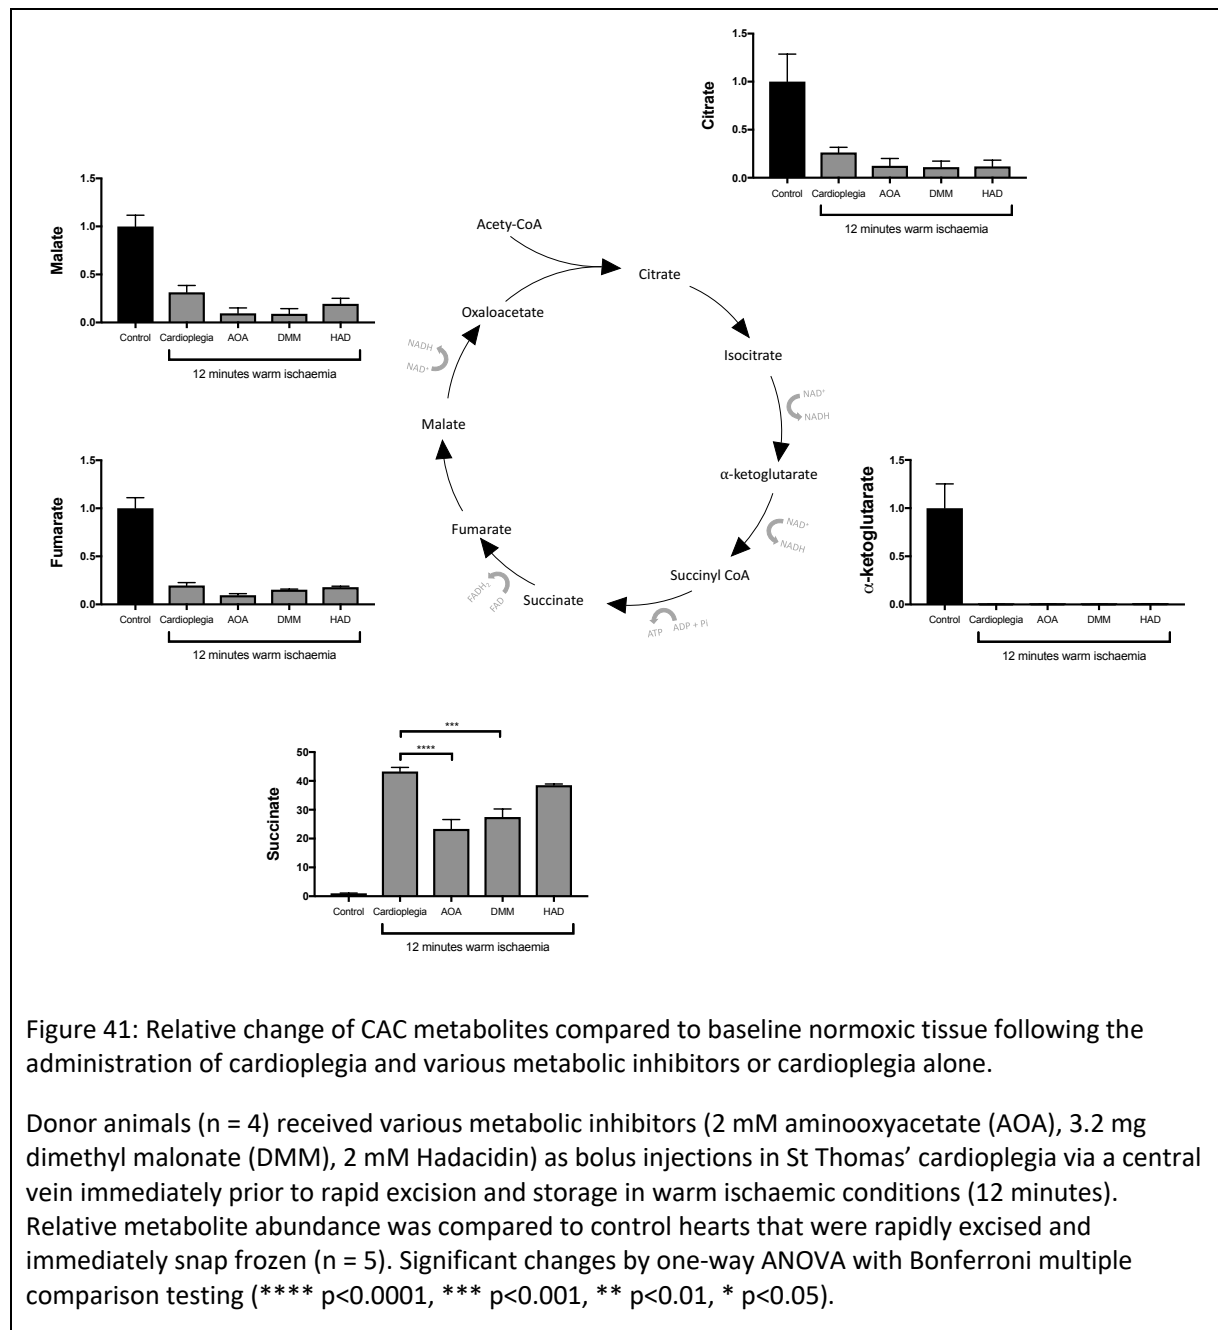 Citrate
1.5
1.0
0.5
0.0
Control Cardioplegia AOA DMM HAD
12 minutes warm ischaemia
Malate
1.5
1.0
0.5
0.0
Control Cardioplegia AOA DMM HAD
12 minutes warm ischaemia
Acety-CoA
Citrate
Oxaloacetate
Isocitrate
NADH
NAD⁺
NAD⁺
NADH
Malate
α-ketoglutarate
NAD⁺
NADH
Fumarate
Succinyl CoA
FADH₂
FAD
Succinate
ATP ADP + Pi
Fumarate
1.5
1.0
0.5
0.0
Control Cardioplegia AOA DMM HAD
12 minutes warm ischaemia
α-ketoglutarate
1.5
1.0
0.5
0.0
Control Cardioplegia AOA DMM HAD
12 minutes warm ischaemia
Succinate
***
****
50
40
30
20
10
0
Control Cardioplegia AOA DMM HAD
12 minutes warm ischaemia
Figure 41: Relative change of CAC metabolites compared to baseline normoxic tissue following the
administration of cardioplegia and various metabolic inhibitors or cardioplegia alone.
Donor animals (n = 4) received various metabolic inhibitors (2 mM aminooxyacetate (AOA), 3.2 mg
dimethyl malonate (DMM), 2 mM Hadacidin) as bolus injections in St Thomas’ cardioplegia via a central
vein immediately prior to rapid excision and storage in warm ischaemic conditions (12 minutes).
Relative metabolite abundance was compared to control hearts that were rapidly excised and
immediately snap frozen (n = 5). Significant changes by one-way ANOVA with Bonferroni multiple
comparison testing (**** p<0.0001, *** p<0.001, ** p<0.01, * p<0.05).